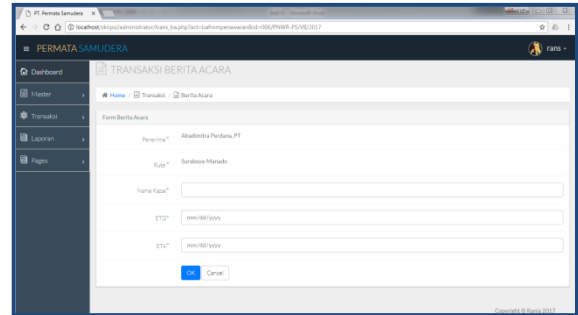 PT. Permata Samudera
localhost/skripsi/administrator/trans_ba.php?act=bafrompenawaran&id=006/PNWR-PS/VII/2017
PERMATA SAMUDERA
rans
Dashboard
Master
Transaksi
Laporan
Pages
TRANSAKSI BERITA ACARA
Home / Transaksi / Berita Acara
Form Berita Acara
Penerima * Abadimitra Perdana, PT
Rute * Surabaya-Manado
Nama Kapal *
ETD * mm/dd/yyyy
ETA * mm/dd/yyyy
OK Cancel
Copyright © Rania 2017